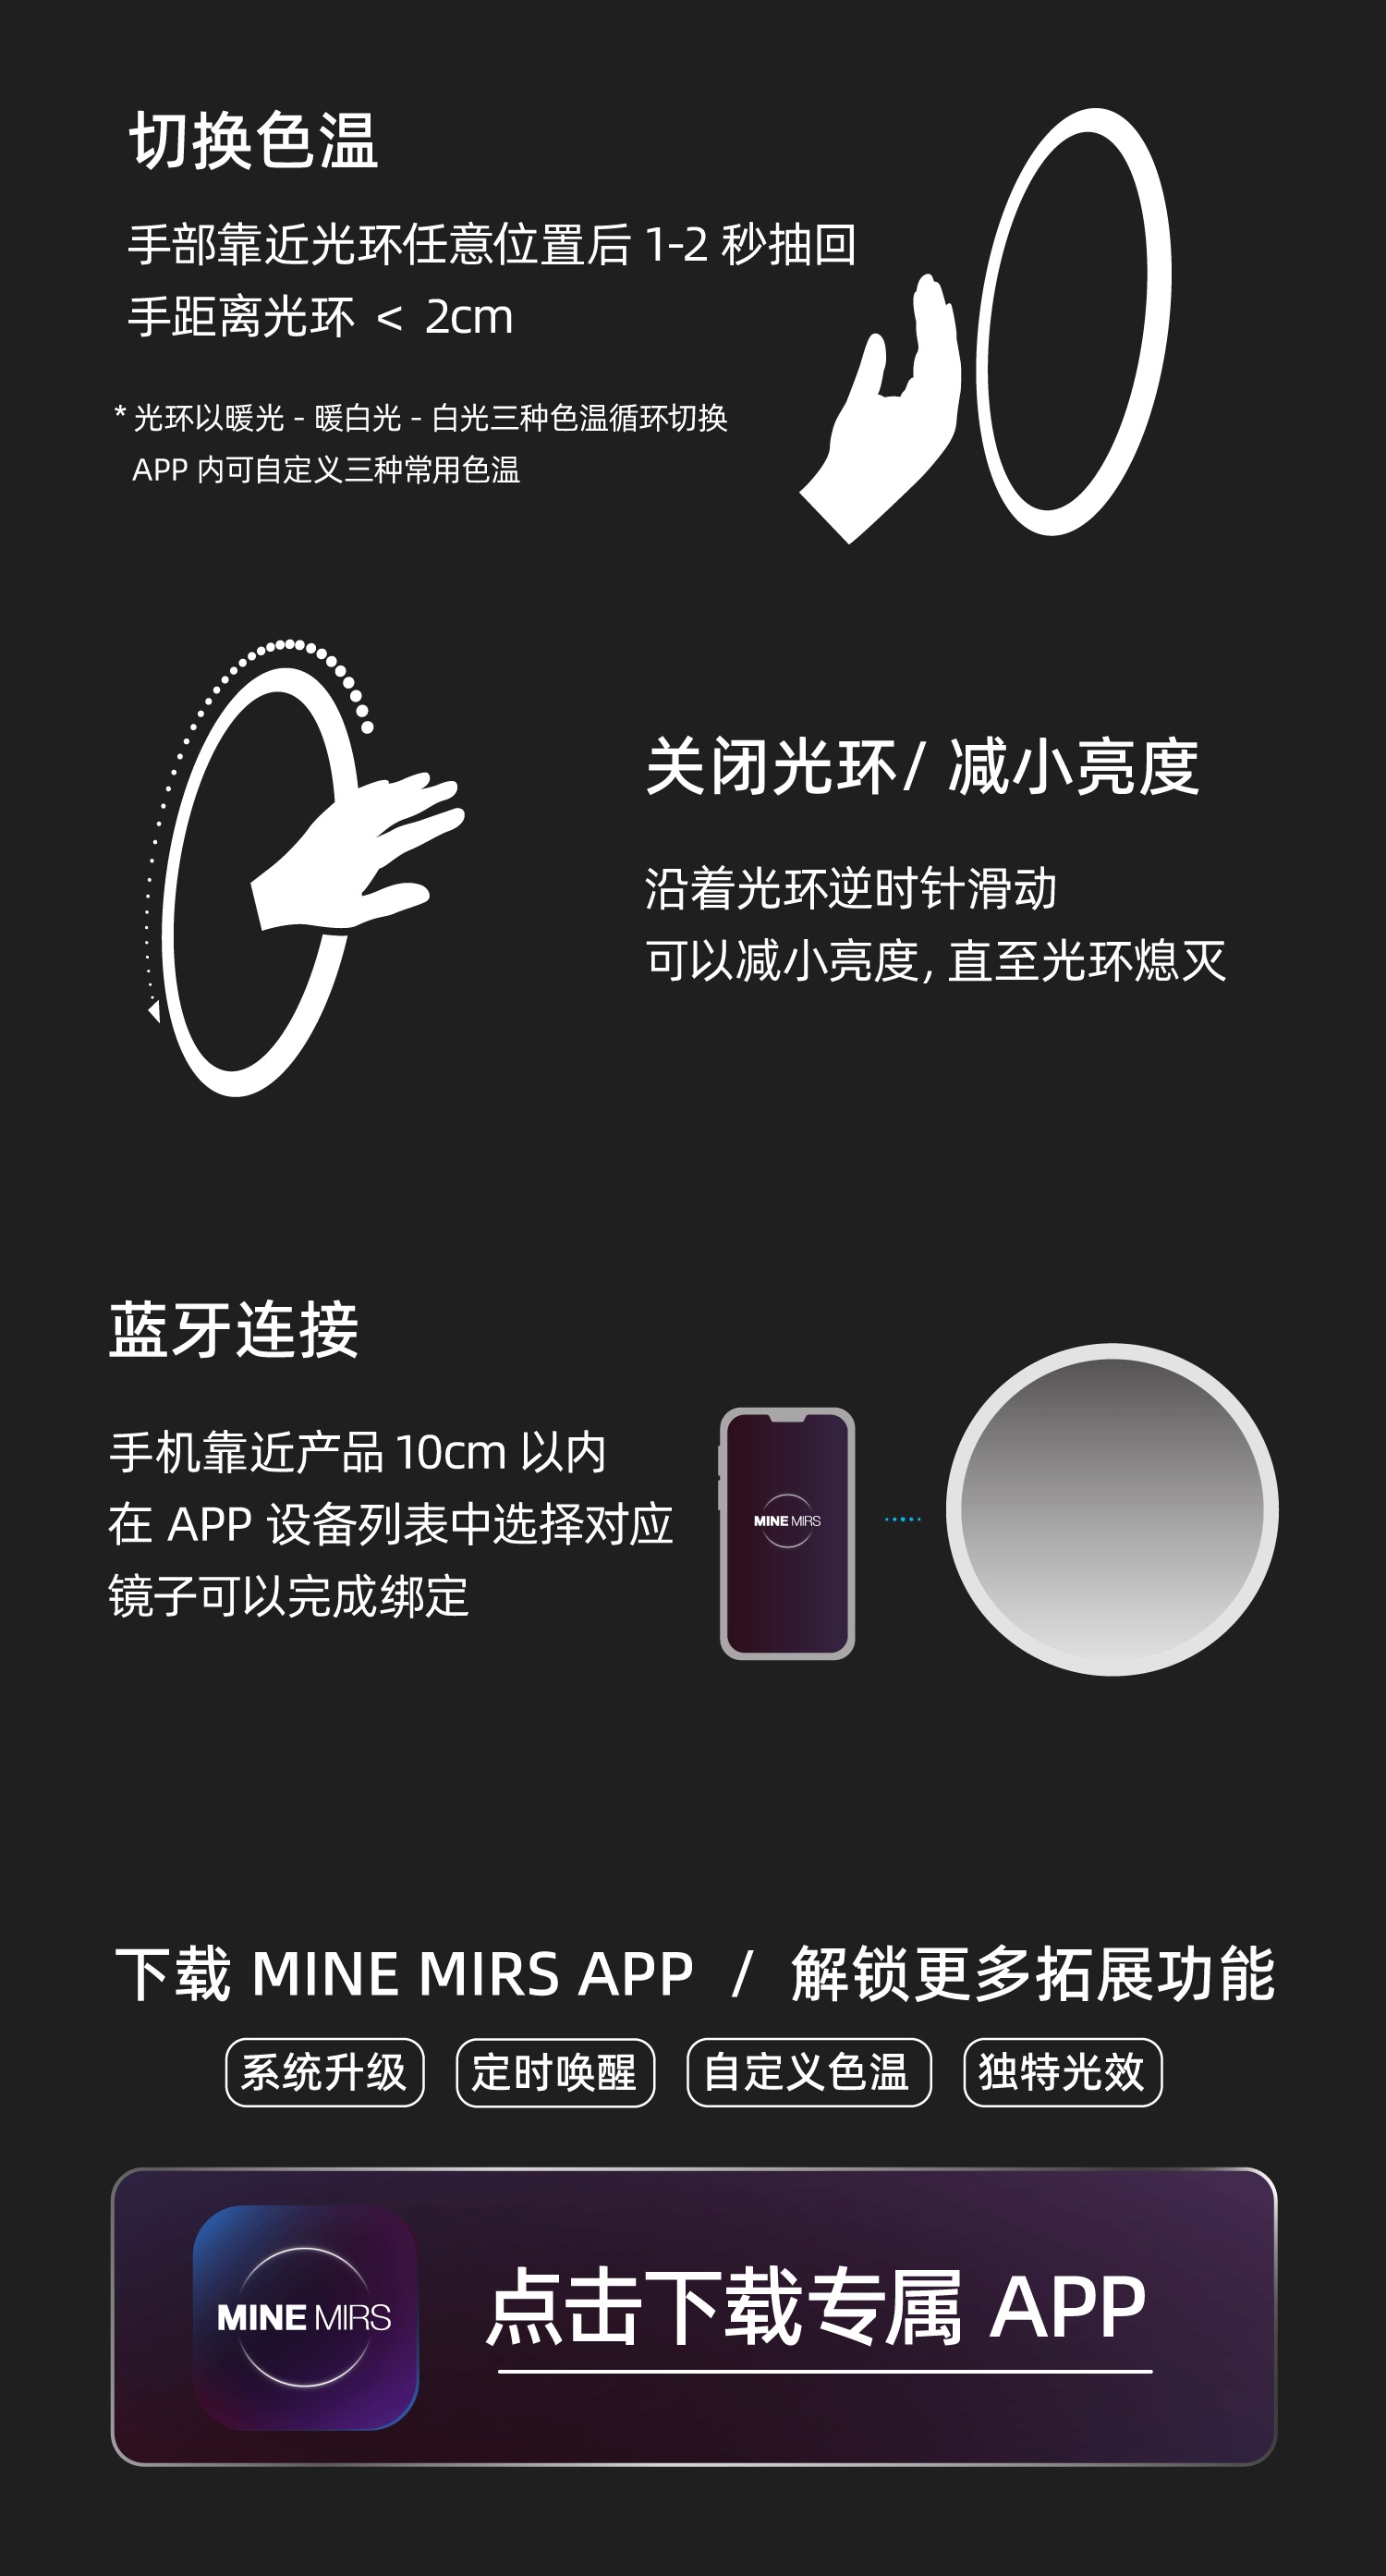 切换色温
手部靠近光环任意位置后 1-2 秒抽回
手距离光环 < 2cm
* 光环以暖光 - 暖白光 - 白光三种色温循环切换
APP 内可自定义三种常用色温
关闭光环/ 减小亮度
沿着光环逆时针滑动
可以减小亮度, 直至光环熄灭
蓝牙连接
手机靠近产品 10cm 以内
在 APP 设备列表中选择对应
镜子可以完成绑定
MINE MIRS
下载 MINE MIRS APP / 解锁更多拓展功能
系统升级 定时唤醒 自定义色温 独特光效
MINE MIRS
点击下载专属 APP